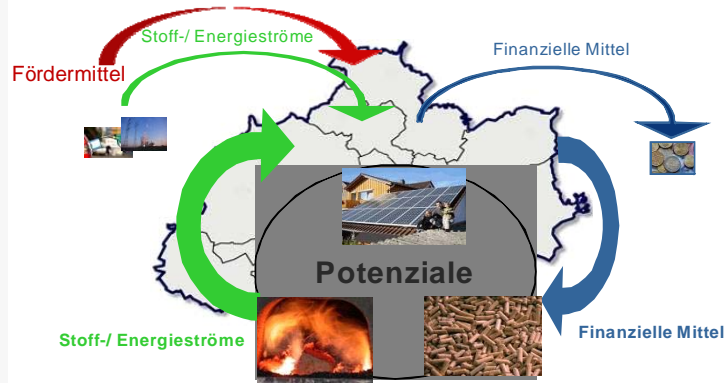 Stoff-/ Energieströme
Finanzielle Mittel
Fördermittel
Potenziale
Stoff-/ Energieströme
Finanzielle Mittel